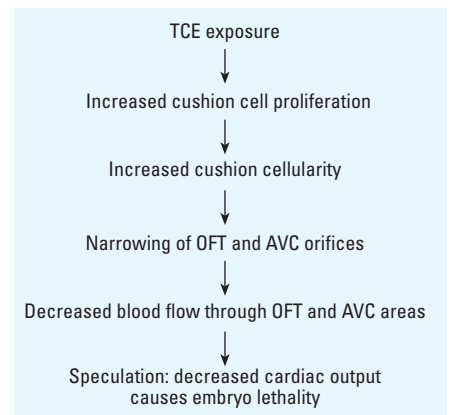 TCE exposure
Increased cushion cell proliferation
Increased cushion cellularity
Narrowing of OFT and AVC orifices
Decreased blood flow through OFT and AVC areas
Speculation: decreased cardiac output
causes embryo lethality